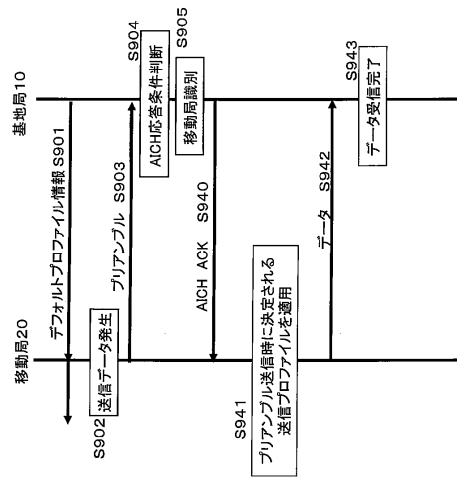 移動局20
基地局10
デフォルトプロファイル情報 S901
S902
送信データ発生
プリアンブル S903
S904
AICH応答条件判断
S905
移動局識別
AICH ACK S940
S941
プリアンブル送信時に決定される
送信プロファイルを適用
データ S942
S943
データ受信完了